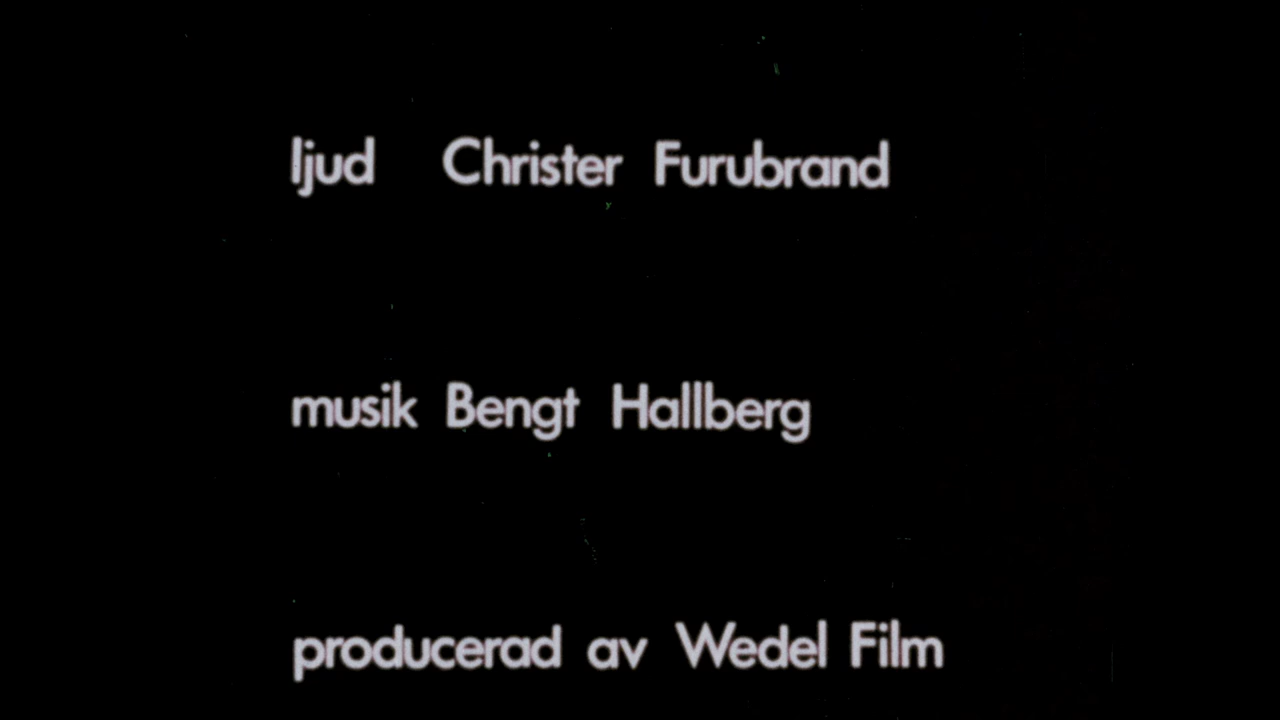 ljud Christer Furubrand
musik Bengt Hallberg
producerad av Wedel Film